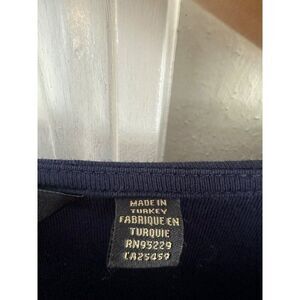 MADE IN
TURKEY
FABRIQUE EN
TURQUIE
RN95229
CA25459